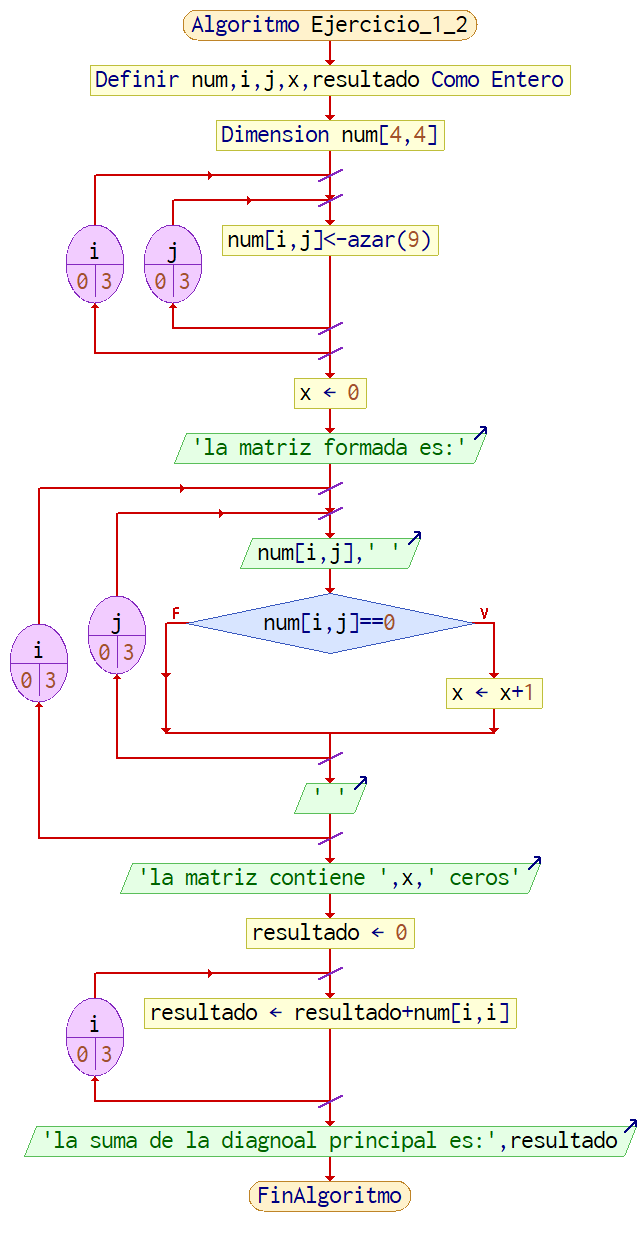 Algoritmo Ejercicio_1_2
Definir num,i,j,x,resultado Como Entero
Dimension num[4,4]
num[i,j]<-azar(9)
i
0 3
j
0 3
x ← 0
'la matriz formada es:'
num[i,j],' '
F
num[i,j]==0
V
j
0 3
i
0 3
x ← x+1
' '
'la matriz contiene ',x,' ceros'
resultado ← 0
resultado ← resultado+num[i,i]
i
0 3
'la suma de la diagnoal principal es:',resultado
FinAlgoritmo